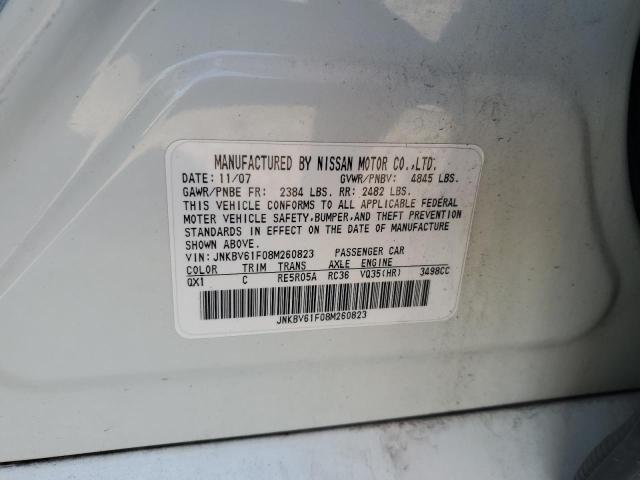 MANUFACTURED BY NISSAN MOTOR CO.,LTD.
DATE: 11/07 GVWR/PNBV: 4845 LBS.
GAWR/PNBE FR: 2384 LBS. RR: 2482 LBS.
THIS VEHICLE CONFORMS TO ALL APPLICABLE FEDERAL
MOTER VEHICLE SAFETY,BUMPER,AND THEFT PREVENTION
STANDARDS IN EFFECT ON THE DATE OF MANUFACTURE
SHOWN ABOVE.
VIN: JNKBV61F08M260823 PASSENGER CAR
COLOR TRIM TRANS AXLE ENGINE
QX1 C RE5R05A RC36 VQ35(HR) 3498CC
JNKBV61F08M260823